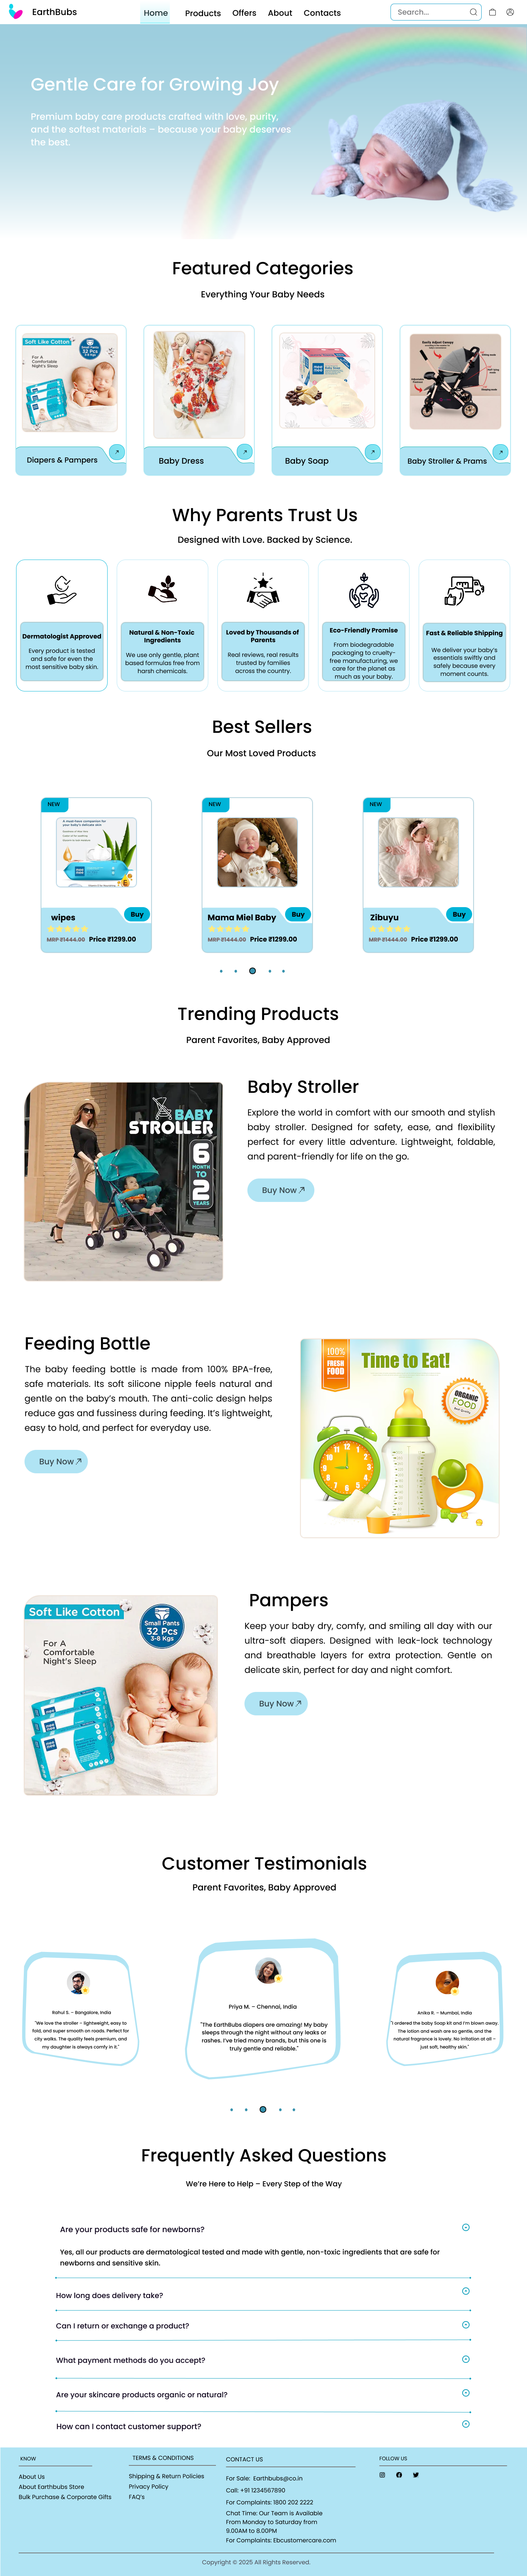 EarthBubs
Home Products Offers About Contacts
Search...
Gentle Care for Growing Joy
Premium baby care products crafted with love, purity,
and the softest materials – because your baby deserves
the best.
Featured Categories
Everything Your Baby Needs
Soft Like Cotton
Small Pants
32 Pcs
3-8 Kgs
For A
Comfortable
Night's Sleep
Diapers & Pampers
Baby Dress
Baby Soap
Baby Stroller & Prams
Why Parents Trust Us
Designed with Love. Backed by Science.
Dermatologist Approved
Every product is tested
and safe for even the
most sensitive baby skin.
Natural & Non-Toxic
Ingredients
We use only gentle, plant
based formulas free from
harsh chemicals.
Loved by Thousands of
Parents
Real reviews, real results
trusted by families
across the country.
Eco-Friendly Promise
From biodegradable
packaging to cruelty-
free manufacturing, we
care for the planet as
much as your baby.
Fast & Reliable Shipping
We deliver your baby's
essentials swiftly and
safely because every
moment counts.
Best Sellers
Our Most Loved Products
NEW
wipes
Buy
MRP ₹1444.00 Price ₹1299.00
NEW
Mama Miel Baby
Buy
MRP ₹1444.00 Price ₹1299.00
NEW
Zibuyu
Buy
MRP ₹1444.00 Price ₹1299.00
Trending Products
Parent Favorites, Baby Approved
BABY
STROLLER
6
MONTH
TO
2
YEARS
Baby Stroller
Explore the world in comfort with our smooth and stylish
baby stroller. Designed for safety, ease, and flexibility
perfect for every little adventure. Lightweight, foldable,
and parent-friendly for life on the go.
Buy Now
Feeding Bottle
The baby feeding bottle is made from 100% BPA-free,
safe materials. Its soft silicone nipple feels natural and
gentle on the baby's mouth. The anti-colic design helps
reduce gas and fussiness during feeding. It's lightweight,
easy to hold, and perfect for everyday use.
Buy Now
100%
FRESH
FOOD
Time to Eat!
ORGANIC
FOOD
Soft Like Cotton
Small Pants
32 Pcs
3-8 Kgs
For A
Comfortable
Night's Sleep
Pampers
Keep your baby dry, comfy, and smiling all day with our
ultra-soft diapers. Designed with leak-lock technology
and breathable layers for extra protection. Gentle on
delicate skin, perfect for day and night comfort.
Buy Now
Customer Testimonials
Parent Favorites, Baby Approved
Rahul S. – Bangalore, India
"We love the stroller – lightweight, easy to
fold, and super smooth on roads. Perfect for
city walks. The quality feels premium, and
my daughter is always comfy in it."
Priya M. – Chennai, India
"The EarthBubs diapers are amazing! My baby
sleeps through the night without any leaks or
rashes. I've tried many brands, but this one is
truly gentle and reliable."
Anika R. – Mumbai, India
"I ordered the baby Soap kit and I'm blown away.
The lotion and wash are so gentle, and the
natural fragrance is lovely. No irritation at all –
just soft, healthy skin."
Frequently Asked Questions
We're Here to Help – Every Step of the Way
Are your products safe for newborns?
Yes, all our products are dermatological tested and made with gentle, non-toxic ingredients that are safe for
newborns and sensitive skin.
How long does delivery take?
Can I return or exchange a product?
What payment methods do you accept?
Are your skincare products organic or natural?
How can I contact customer support?
KNOW
About Us
About Earthbubs Store
Bulk Purchase & Corporate Gifts
TERMS & CONDITIONS
Shipping & Return Policies
Privacy Policy
FAQ's
CONTACT US
For Sale: Earthbubs@co.in
Call: +91 1234567890
For Complaints: 1800 202 2222
Chat Time: Our Team is Available
From Monday to Saturday from
9.00AM to 8.00PM
For Complaints: Ebcustomercare.com
FOLLOW US
Copyright © 2025 All Rights Reserved.